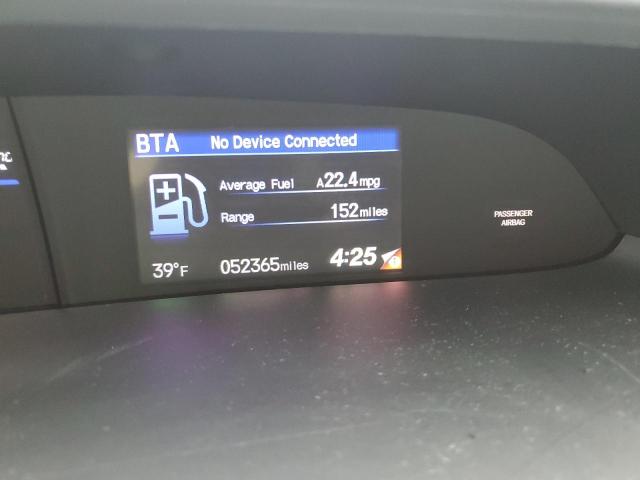 BTA No Device Connected
Average Fuel A22.4mpg
Range 152miles
39°F 052365miles 4:25
PASSENGER
AIRBAG